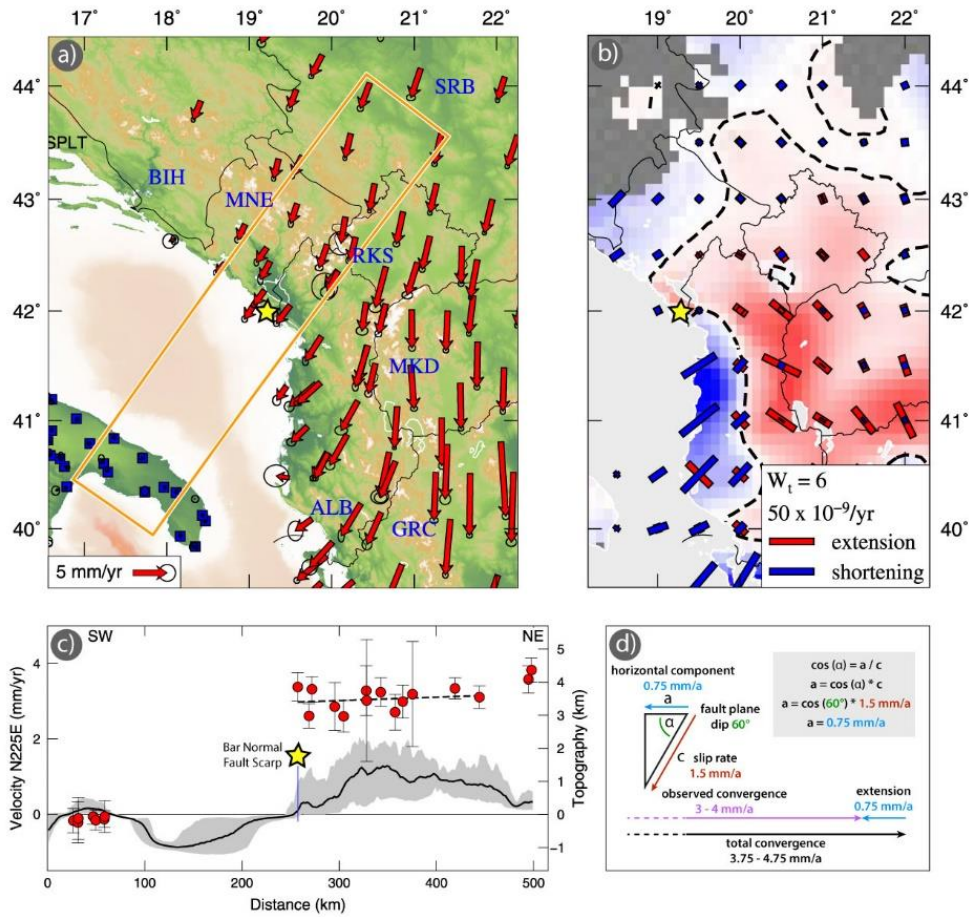 17° 18° 19° 20° 21° 22°
a)
44°
43°
42°
41°
40°
SPLT
BIH
MNE
SRB
RKS
MKD
ALB
GRC
5 mm/yr
19° 20° 21° 22°
b)
44°
43°
42°
41°
40°
Wt = 6
50 x 10⁻⁹/yr
extension
shortening
c)
SW
NE
Velocity N225E (mm/yr)
4
2
0
Bar Normal
Fault Scarp
Topography (km)
5
4
3
2
1
0
-1
0 100 200 300 400 500
Distance (km)
d)
horizontal component
0.75 mm/a
a
α
fault plane
dip 60°
C
slip rate
1.5 mm/a
cos (α) = a / c
a = cos (α) * c
a = cos (60°) * 1.5 mm/a
a = 0.75 mm/a
observed convergence
3 - 4 mm/a
extension
0.75 mm/a
total convergence
3.75 - 4.75 mm/a